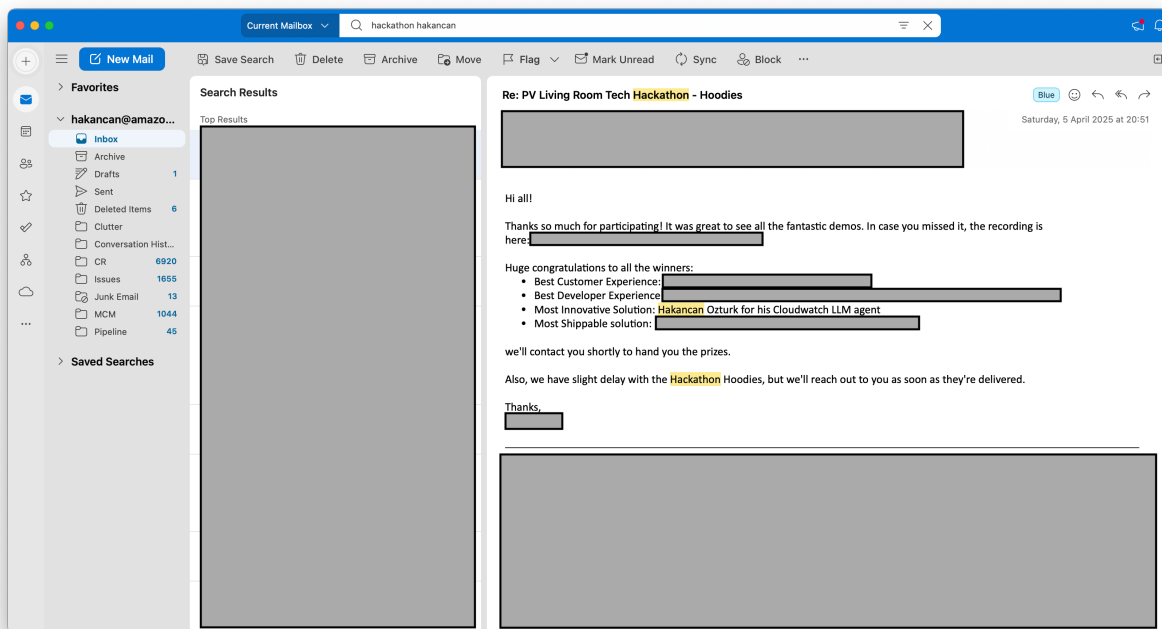 Current Mailbox
hackathon hakancan
New Mail
Save Search
Delete
Archive
Move
Flag
Mark Unread
Sync
Block
Favorites
hakancan@amazo...
Inbox
Archive
Drafts 1
Sent
Deleted Items 6
Clutter
Conversation Hist...
CR 6920
Issues 1655
Junk Email 13
MCM 1044
Pipeline 45
Saved Searches
Search Results
Top Results
Re: PV Living Room Tech Hackathon - Hoodies
Blue
Saturday, 5 April 2025 at 20:51
Hi all!
Thanks so much for participating! It was great to see all the fantastic demos. In case you missed it, the recording is
here:
Huge congratulations to all the winners:
• Best Customer Experience:
• Best Developer Experience
• Most Innovative Solution: Hakancan Ozturk for his Cloudwatch LLM agent
• Most Shippable solution:
we'll contact you shortly to hand you the prizes.
Also, we have slight delay with the Hackathon Hoodies, but we'll reach out to you as soon as they're delivered.
Thanks,